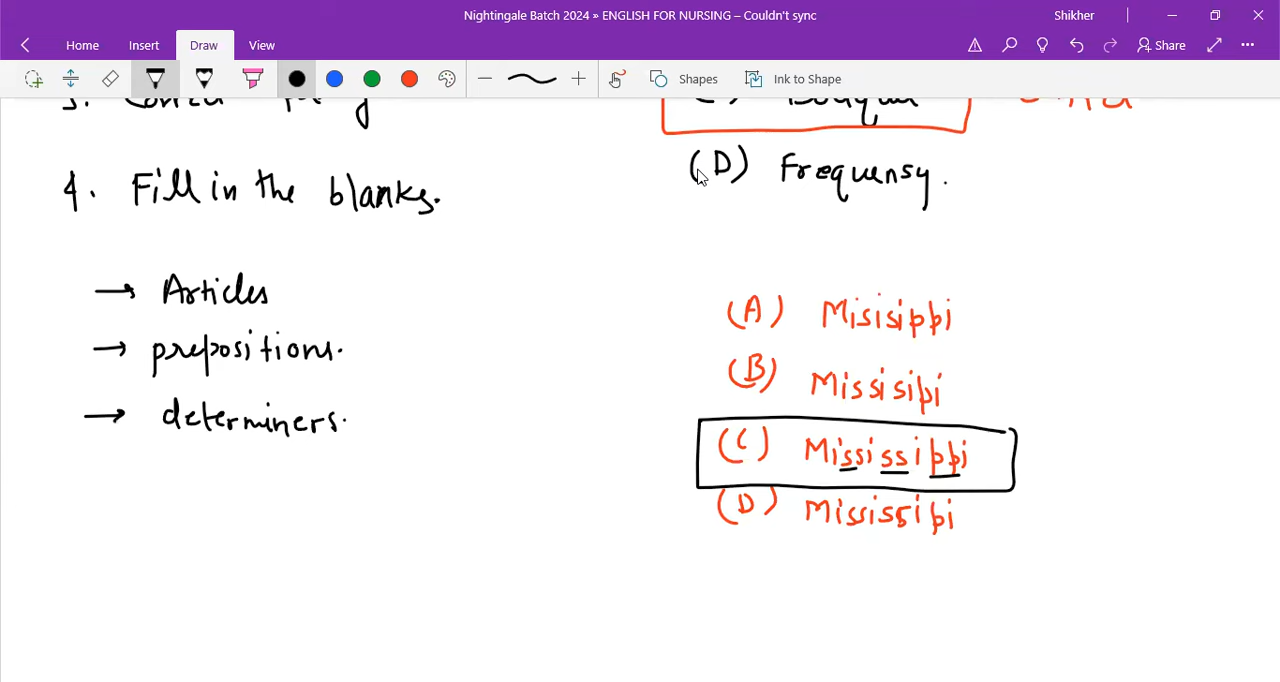 Nightingale Batch 2024 » ENGLISH FOR NURSING – Couldn't sync
Shikher
Home Insert Draw View
Share
Shapes Ink to Shape
4. Fill in the blanks.
→ Articles
→ prepositions.
→ determiners.
(D) Frequensy.
(A) Misisippi
(B) Missisipi
(C) Mississippi
(D) Mississipi